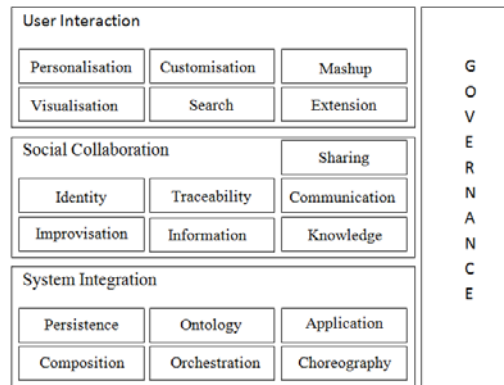 User Interaction
Personalisation Customisation Mashup
Visualisation Search Extension
Social Collaboration
Sharing
Identity Traceability Communication
Improvisation Information Knowledge
System Integration
Persistence Ontology Application
Composition Orchestration Choreography
G
O
V
E
R
N
A
N
C
E